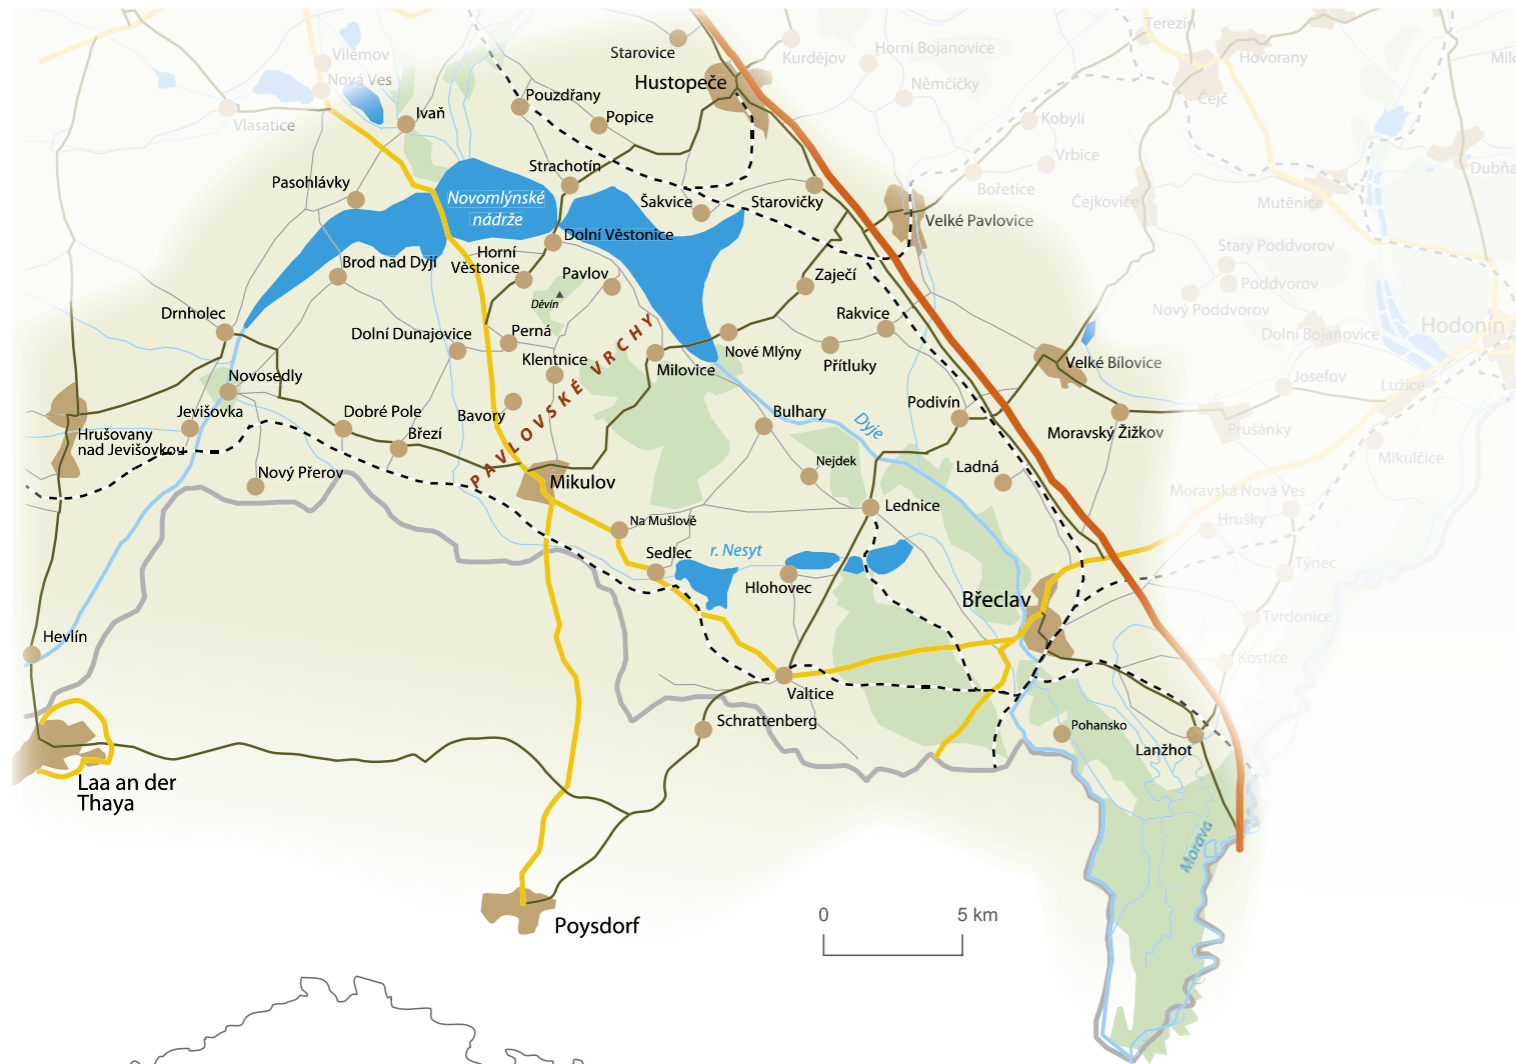 Terezín
Starovice
Kurdějov
Horní Bojanovice
Hovorany
Vilémov
Nová Ves
Hustopeče
Němčičky
Čejč
Vlasatice
Ivaň
Pouzdřany
Popice
Kobylí
Vrbice
Dubňa
Strachotín
Pasohlávky
Novomlýnské
nádrže
Šakvice
Starovičky
Bořetice
Čejkovice
Mutěnice
Velké Pavlovice
Dolní Věstonice
Starý Poddvorov
Horní
Věstonice
Brod nad Dyjí
Pavlov
Zaječí
Poddvorov
Děvín
Nový Poddvorov
Drnholec
Rakvice
Dolní Dunajovice
Perná
Dolní Bojanovice
Hodonín
Klentnice
Nové Mlýny
Milovice
Přítluky
Velké Bílovice
Novosedly
Josefov
Lužice
PAVLOVSKÉ VRCHY
Jevišovka
Dobré Pole
Bavory
Bulhary
Podivín
Dyje
Hrušovany
nad Jevišovkou
Březí
Moravský Žižkov
Prušánky
Mikulčice
Nový Přerov
Mikulov
Nejdek
Ladná
Moravská Nová Ves
Lednice
Na Mušlově
Hrušky
Sedlec
r. Nesyt
Týnec
Hlohovec
Břeclav
Tvrdonice
Hevlín
Kostice
Valtice
Schrattenberg
Pohansko
Lanžhot
Laa an der
Thaya
Morava
Poysdorf
0 5 km